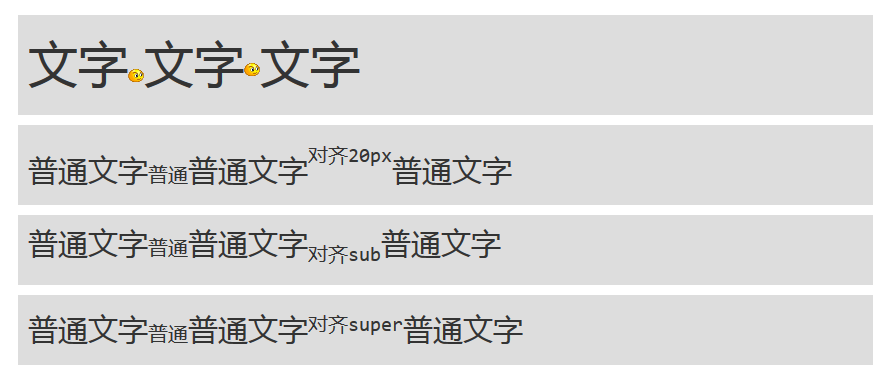 文字文字文字
普通文字普通普通文字对齐20px普通文字
普通文字普通普通文字对齐sub普通文字
普通文字普通普通文字对齐super普通文字